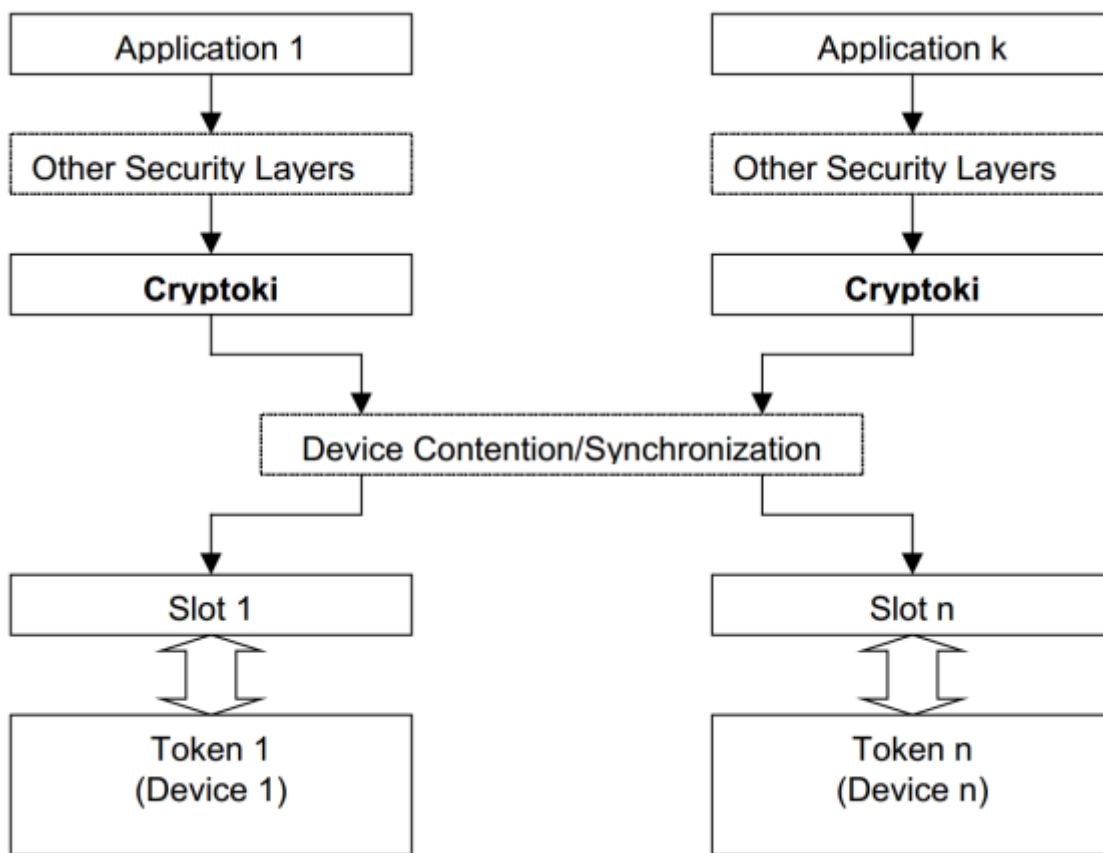 Application 1
Application k
Other Security Layers
Other Security Layers
Cryptoki
Cryptoki
Device Contention/Synchronization
Slot 1
Slot n
Token 1
(Device 1)
Token n
(Device n)